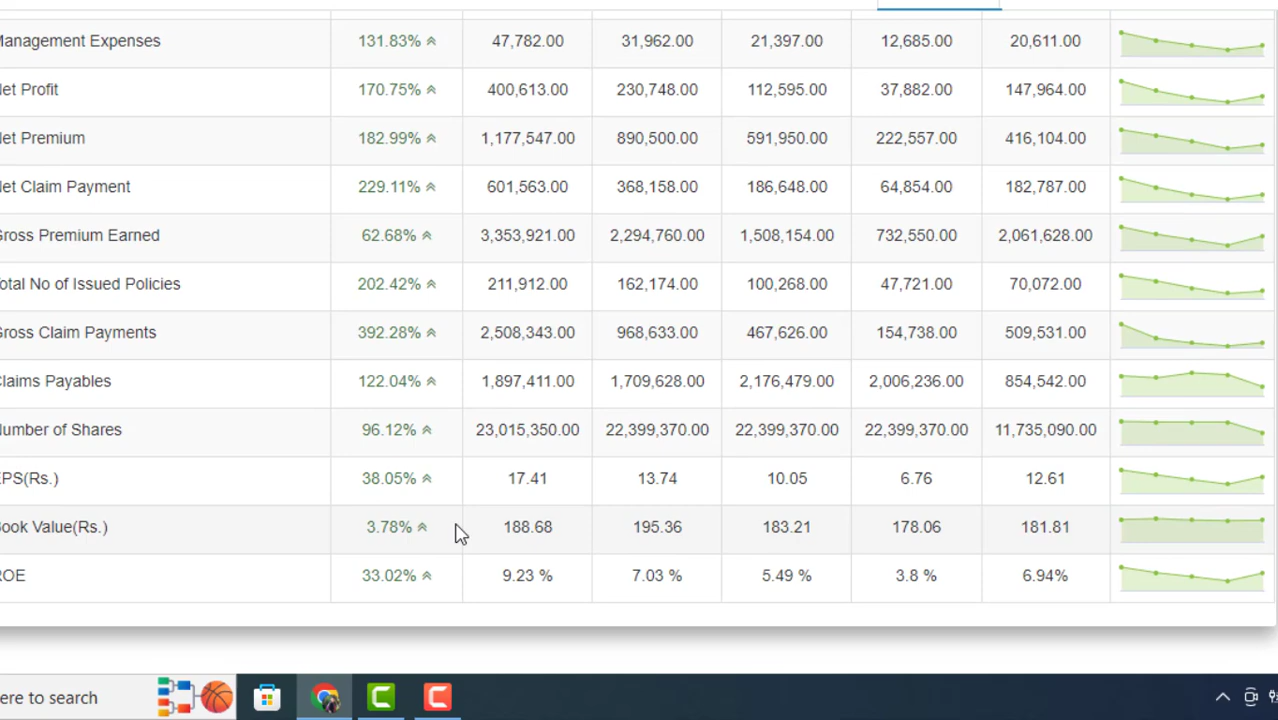 Management Expenses 131.83% 47,782.00 31,962.00 21,397.00 12,685.00 20,611.00
Net Profit 170.75% 400,613.00 230,748.00 112,595.00 37,882.00 147,964.00
Net Premium 182.99% 1,177,547.00 890,500.00 591,950.00 222,557.00 416,104.00
Net Claim Payment 229.11% 601,563.00 368,158.00 186,648.00 64,854.00 182,787.00
Gross Premium Earned 62.68% 3,353,921.00 2,294,760.00 1,508,154.00 732,550.00 2,061,628.00
Total No of Issued Policies 202.42% 211,912.00 162,174.00 100,268.00 47,721.00 70,072.00
Gross Claim Payments 392.28% 2,508,343.00 968,633.00 467,626.00 154,738.00 509,531.00
Claims Payables 122.04% 1,897,411.00 1,709,628.00 2,176,479.00 2,006,236.00 854,542.00
Number of Shares 96.12% 23,015,350.00 22,399,370.00 22,399,370.00 22,399,370.00 11,735,090.00
EPS(Rs.) 38.05% 17.41 13.74 10.05 6.76 12.61
Book Value(Rs.) 3.78% 188.68 195.36 183.21 178.06 181.81
ROE 33.02% 9.23 % 7.03 % 5.49 % 3.8 % 6.94%
ere to search